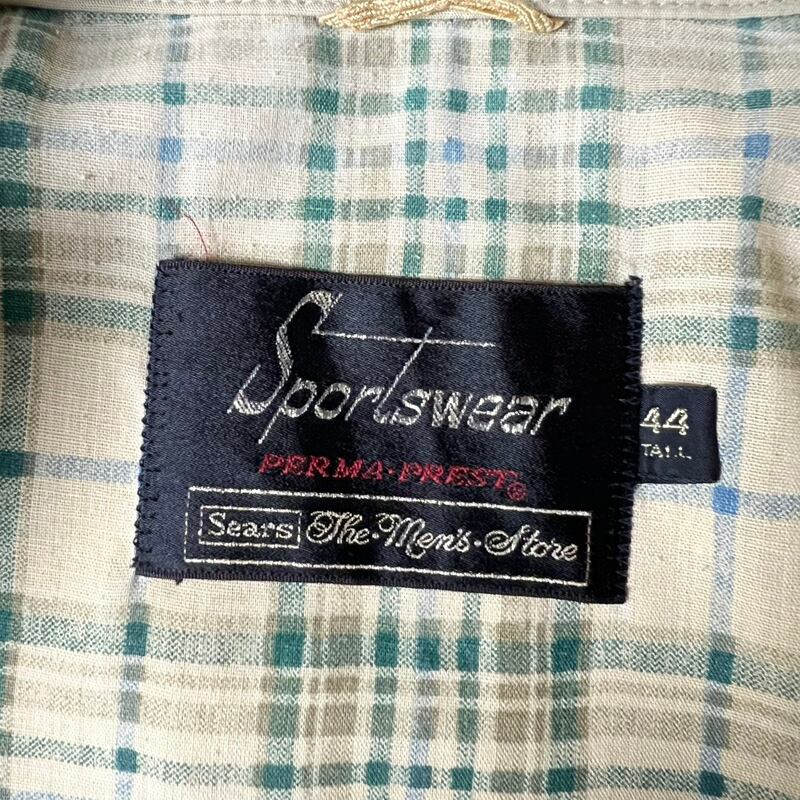 Sportswear
PERMA·PREST®
Sears The·Men's·Store
44
TALL